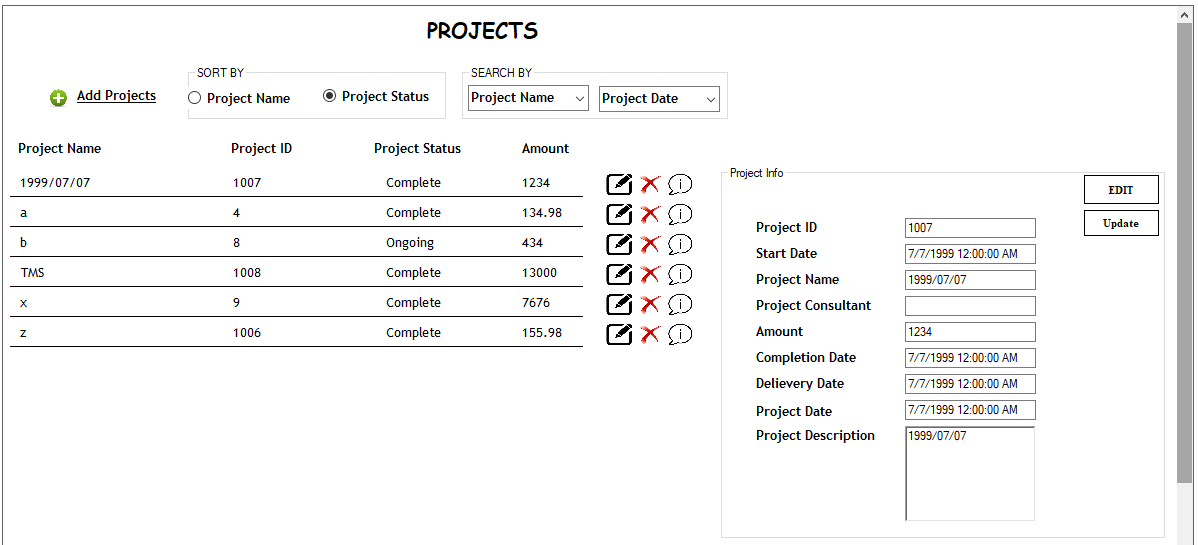 PROJECTS
SORT BY
SEARCH BY
Add Projects
Project Name
Project Status
Project Name
Project Date
Project Name Project ID Project Status Amount
1999/07/07 1007 Complete 1234
a 4 Complete 134.98
b 8 Ongoing 434
TMS 1008 Complete 13000
x 9 Complete 7676
z 1006 Complete 155.98
Project Info
EDIT
Update
Project ID 1007
Start Date 7/7/1999 12:00:00 AM
Project Name 1999/07/07
Project Consultant
Amount 1234
Completion Date 7/7/1999 12:00:00 AM
Delievery Date 7/7/1999 12:00:00 AM
Project Date 7/7/1999 12:00:00 AM
Project Description 1999/07/07